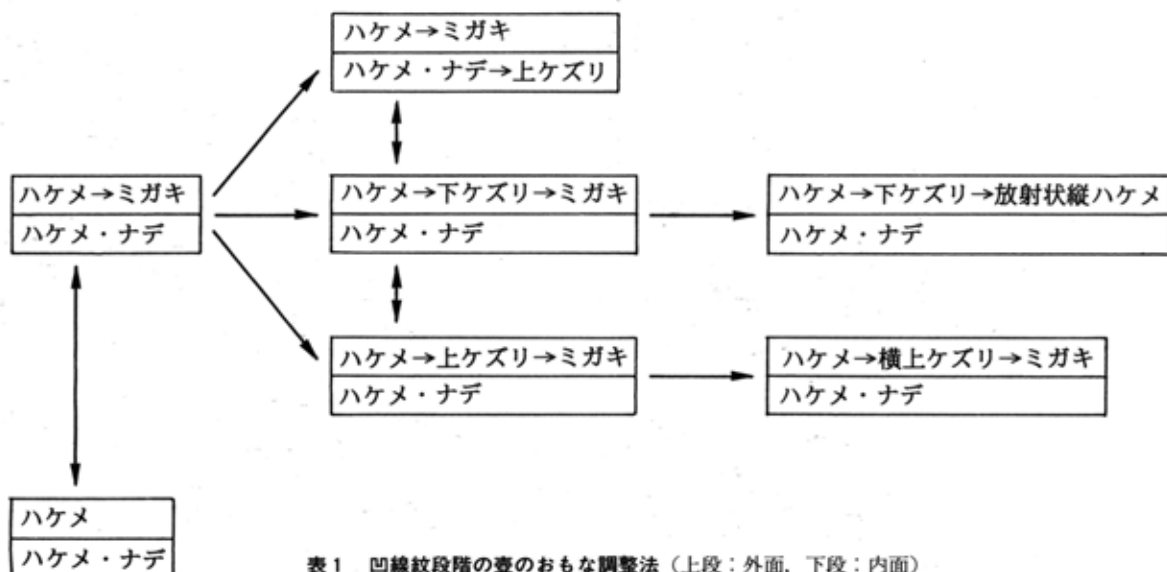 ハケメ→ミガキ
ハケメ・ナデ→上ケズリ
ハケメ→ミガキ
ハケメ・ナデ
ハケメ→下ケズリ→ミガキ
ハケメ・ナデ
ハケメ→下ケズリ→放射状縦ハケメ
ハケメ・ナデ
ハケメ→上ケズリ→ミガキ
ハケメ・ナデ
ハケメ→横上ケズリ→ミガキ
ハケメ・ナデ
ハケメ
ハケメ・ナデ
表1 凹線紋段階の壺のおもな調整法（上段：外面，下段：内面）